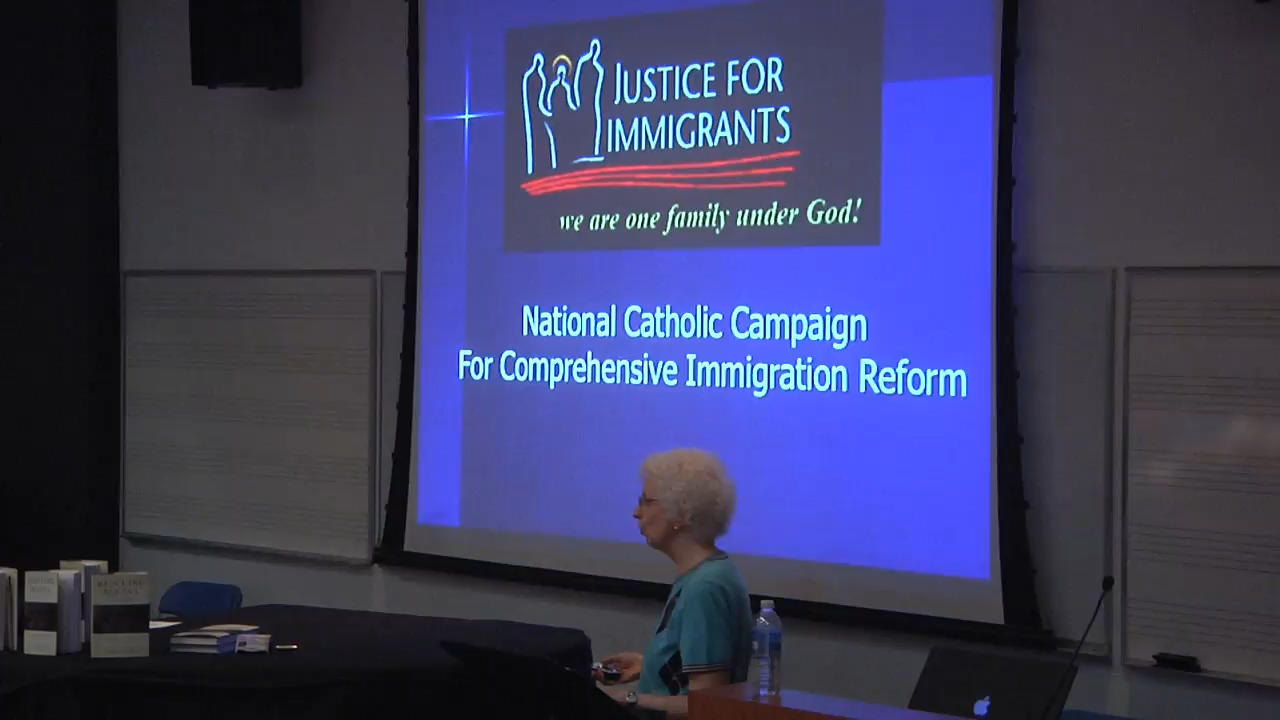 JUSTICE FOR
IMMIGRANTS
we are one family under God!
National Catholic Campaign
For Comprehensive Immigration Reform